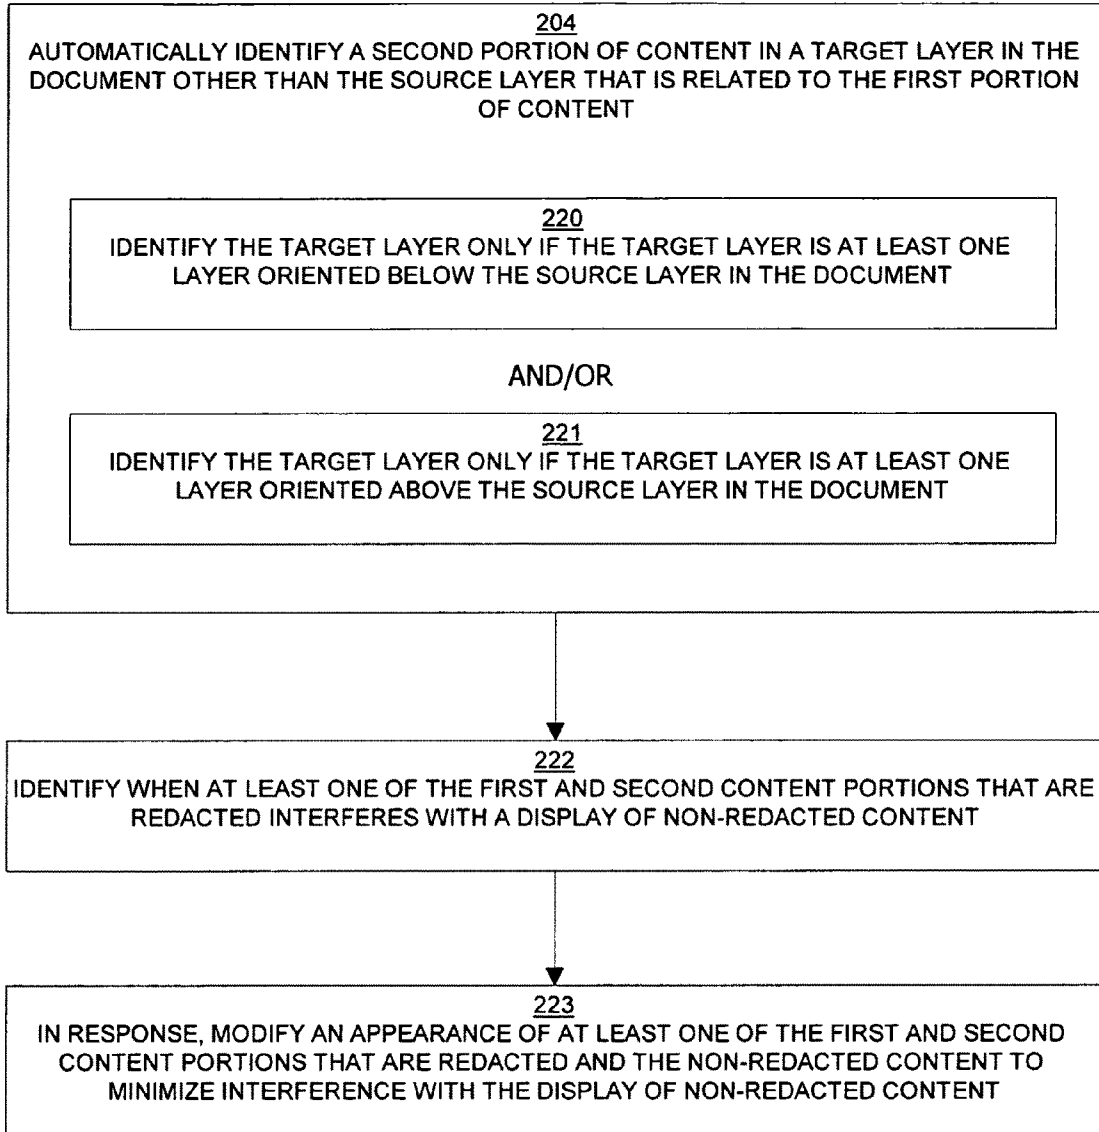 204
AUTOMATICALLY IDENTIFY A SECOND PORTION OF CONTENT IN A TARGET LAYER IN THE
DOCUMENT OTHER THAN THE SOURCE LAYER THAT IS RELATED TO THE FIRST PORTION
OF CONTENT
220
IDENTIFY THE TARGET LAYER ONLY IF THE TARGET LAYER IS AT LEAST ONE
LAYER ORIENTED BELOW THE SOURCE LAYER IN THE DOCUMENT
AND/OR
221
IDENTIFY THE TARGET LAYER ONLY IF THE TARGET LAYER IS AT LEAST ONE
LAYER ORIENTED ABOVE THE SOURCE LAYER IN THE DOCUMENT
222
IDENTIFY WHEN AT LEAST ONE OF THE FIRST AND SECOND CONTENT PORTIONS THAT ARE
REDACTED INTERFERES WITH A DISPLAY OF NON-REDACTED CONTENT
223
IN RESPONSE, MODIFY AN APPEARANCE OF AT LEAST ONE OF THE FIRST AND SECOND
CONTENT PORTIONS THAT ARE REDACTED AND THE NON-REDACTED CONTENT TO
MINIMIZE INTERFERENCE WITH THE DISPLAY OF NON-REDACTED CONTENT